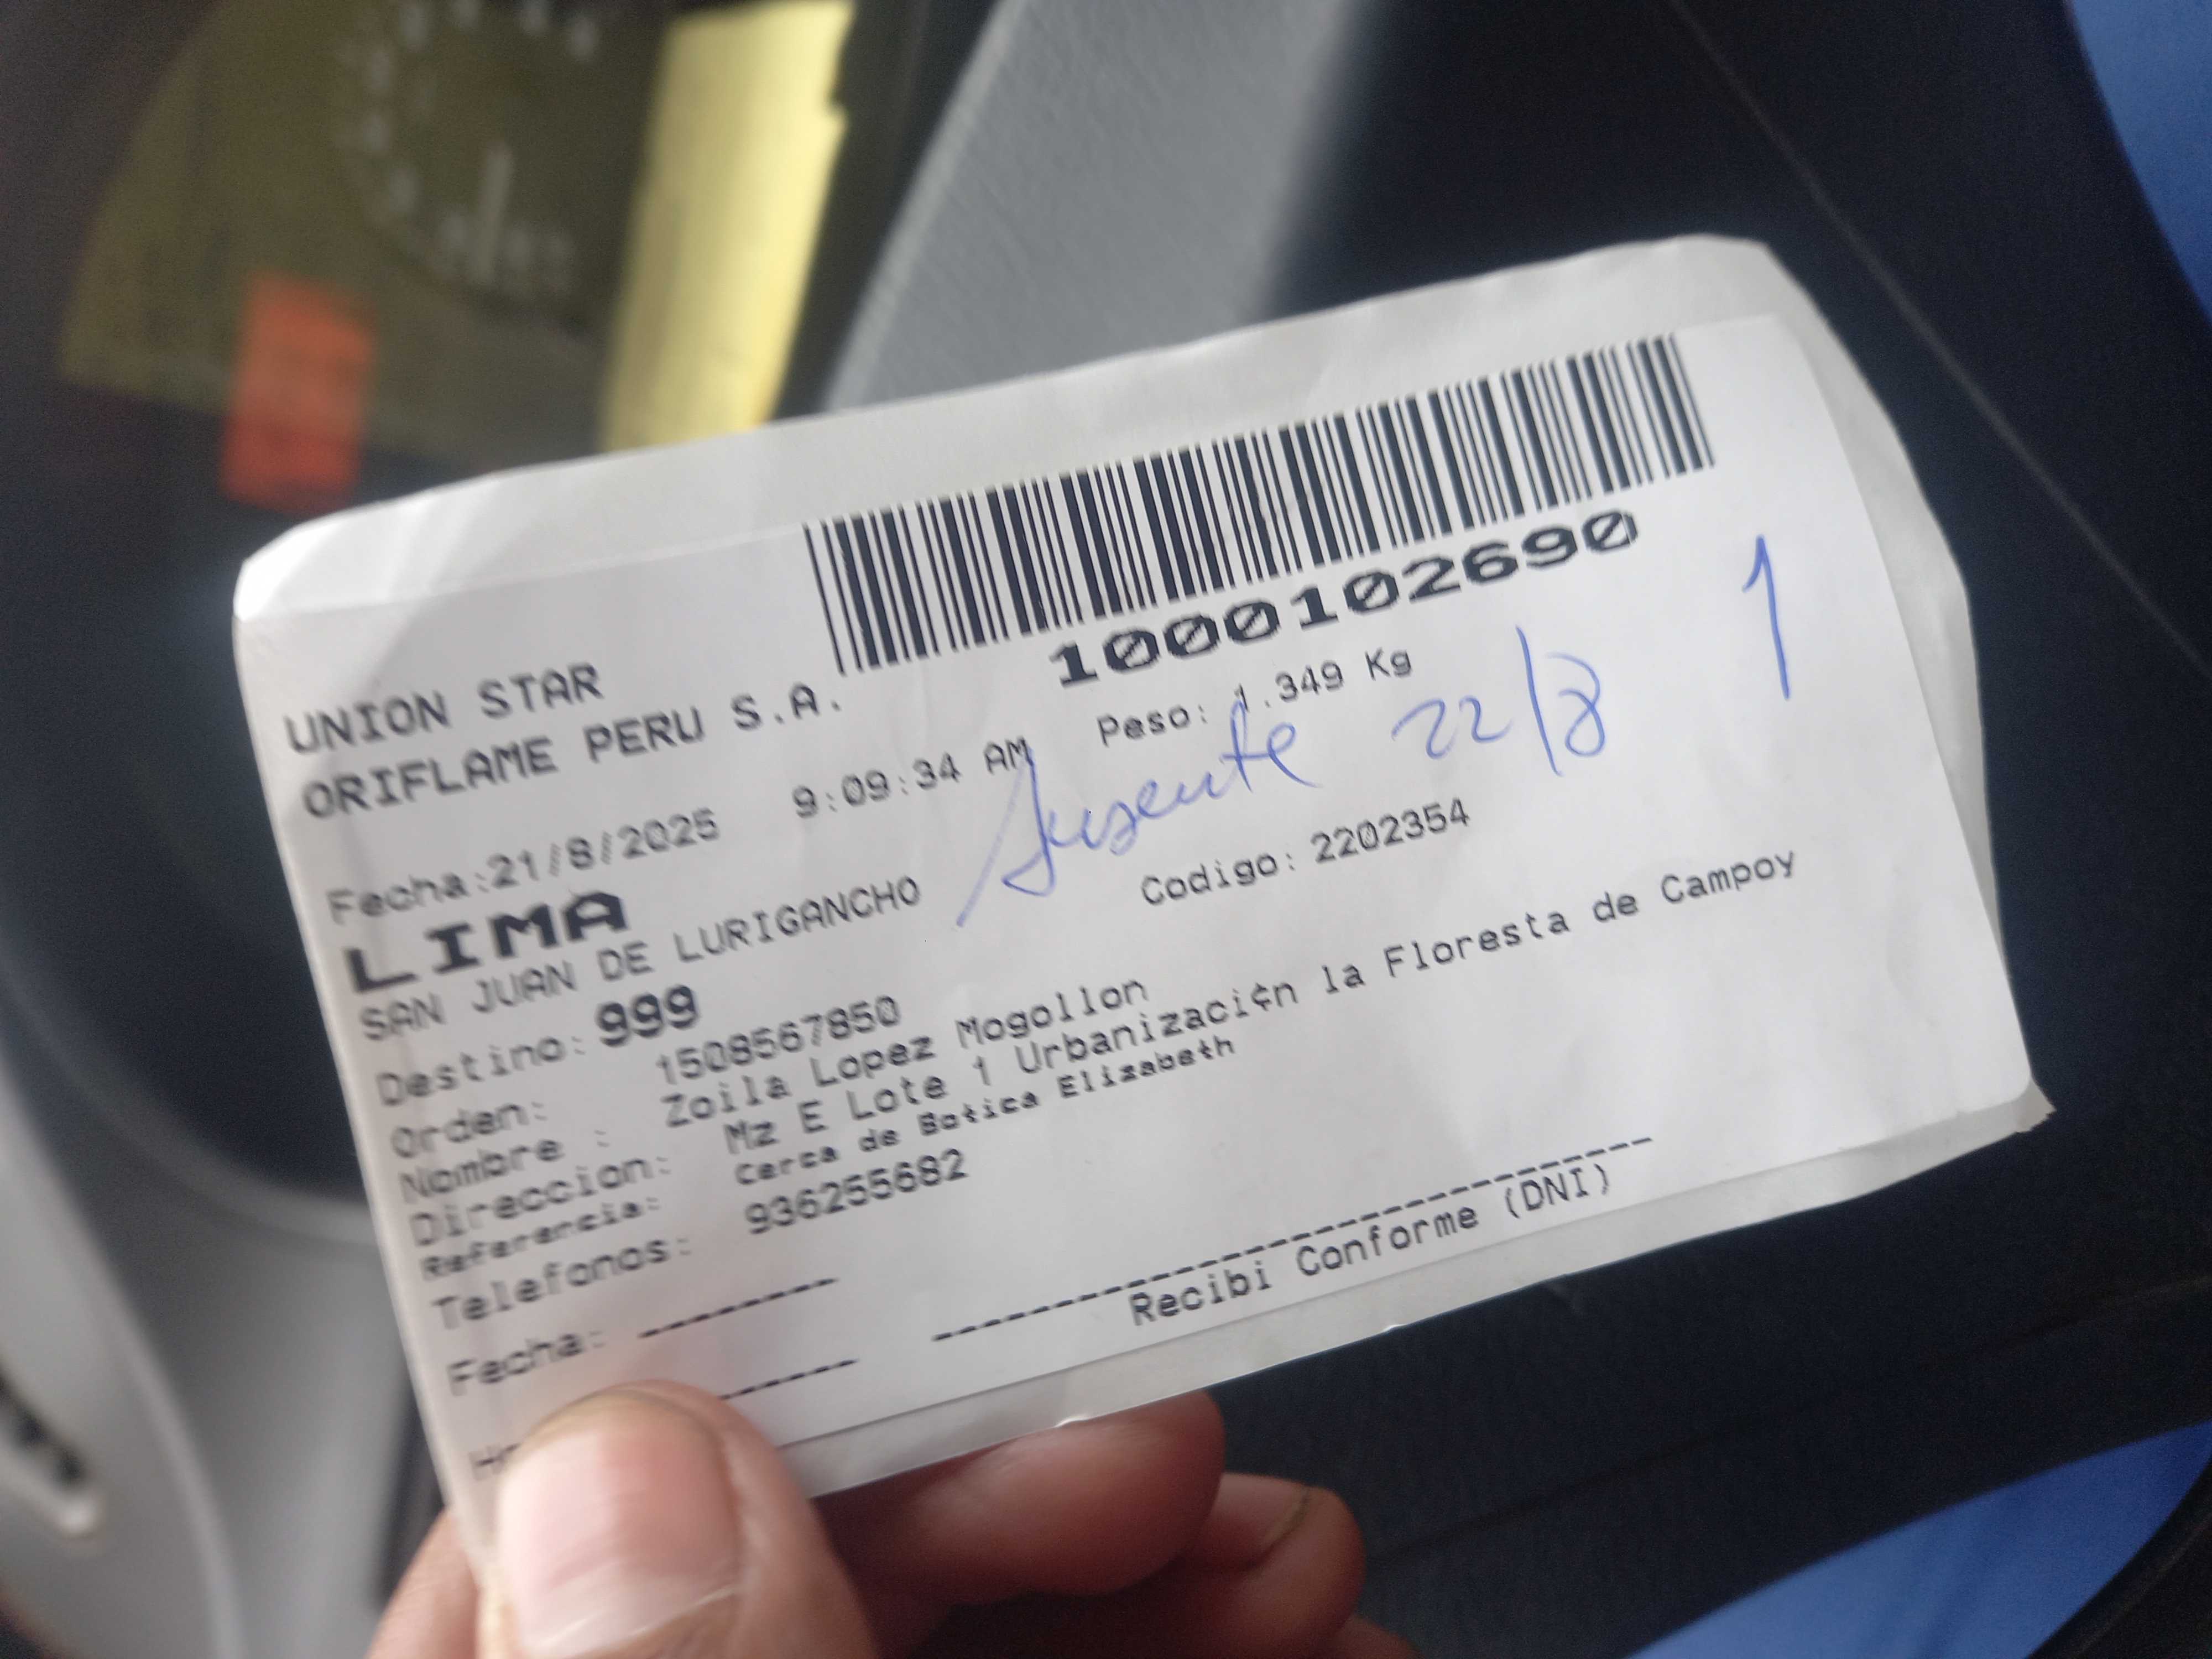 1000102690
UNION STAR
ORIFLAME PERU S.A.
Peso: 1.349 Kg
1
Fecha:21/8/2025 9:09:34 AM
Ausente 22/8
LIMA
SAN JUAN DE LURIGANCHO
Codigo: 2202354
Destino: 999
Orden: 1508567850
Nombre : Zoila Lopez Mogollon
Direccion: Mz E Lote 1 Urbanizaci¢n la Floresta de Campoy
Referencia: Cerca de Botica Elizabeth
Telefonos: 936255682
Fecha: --------
Recibi Conforme (DNI)